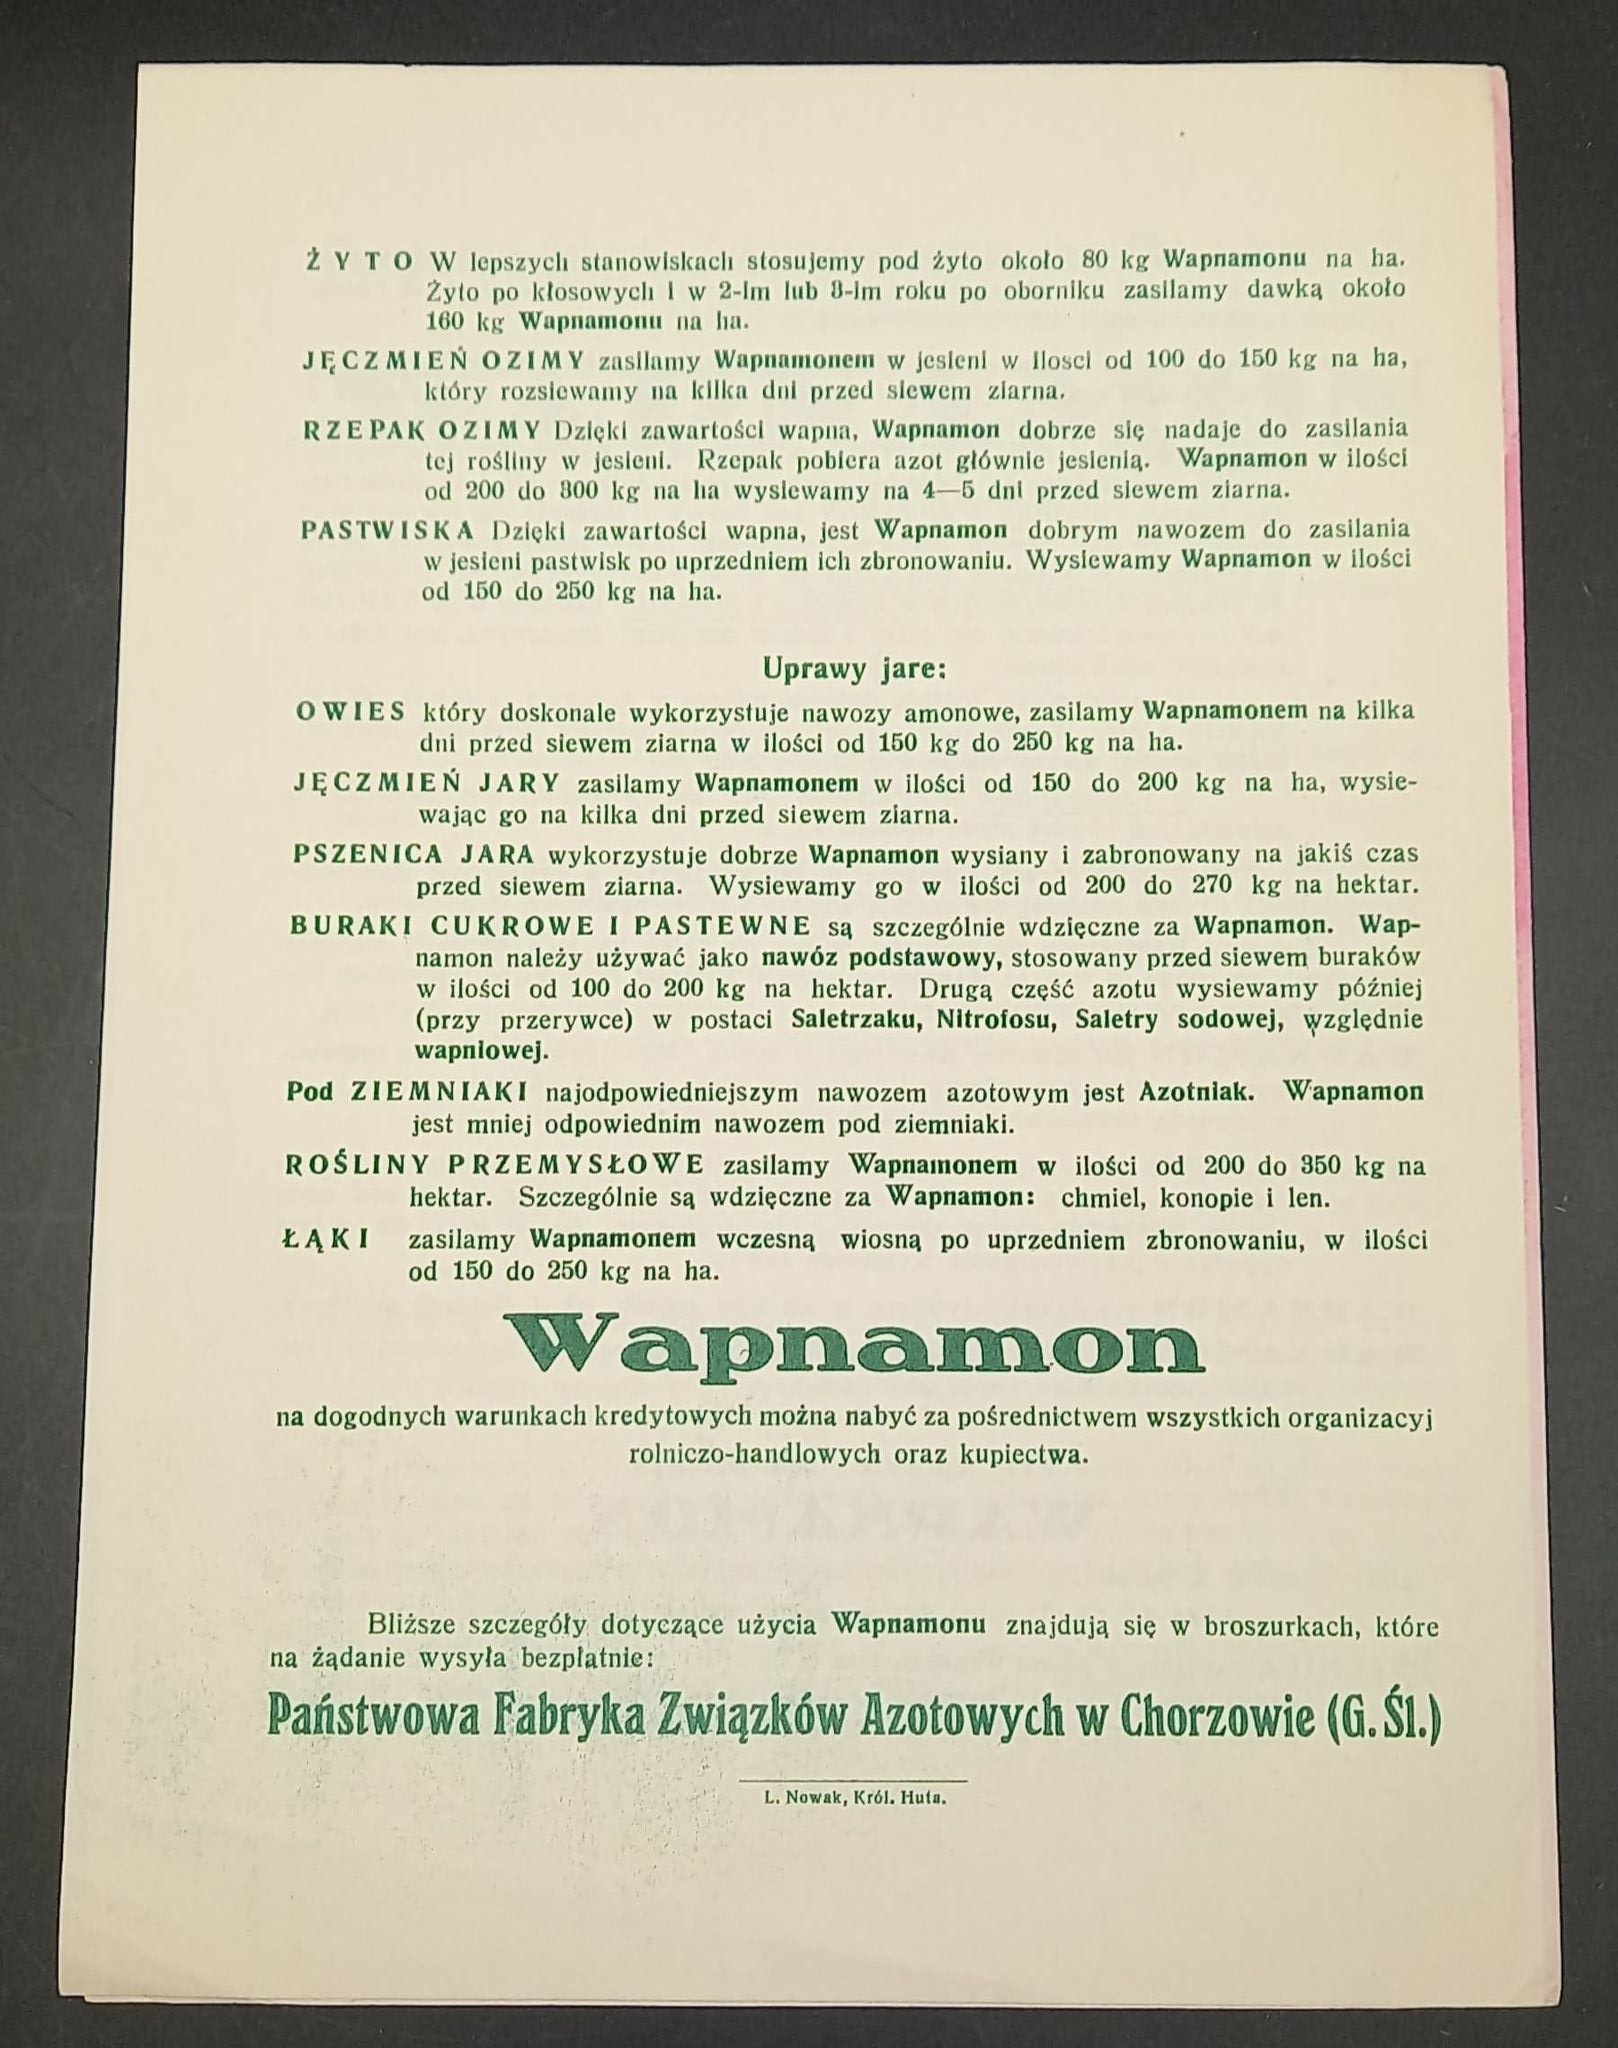 ŻYTO W lepszych stanowiskach stosujemy pod żyto około 80 kg Wapnamonu na ha.
Żyto po kłosowych i w 2-im lub 3-im roku po oborniku zasilamy dawką około
160 kg Wapnamonu na ha.
JĘCZMIEŃ OZIMY zasilamy Wapnamonem w jesieni w ilosci od 100 do 150 kg na ha,
który rozsiewamy na kilka dni przed siewem ziarna.
RZEPAK OZIMY Dzięki zawartości wapna, Wapnamon dobrze się nadaje do zasilania
tej rośliny w jesieni. Rzepak pobiera azot głównie jesienią. Wapnamon w ilości
od 200 do 300 kg na ha wysiewamy na 4—5 dni przed siewem ziarna.
PASTWISKA Dzięki zawartości wapna, jest Wapnamon dobrym nawozem do zasilania
w jesieni pastwisk po uprzedniem ich zbronowaniu. Wysiewamy Wapnamon w ilości
od 150 do 250 kg na ha.
Uprawy jare:
OWIES który doskonale wykorzystuje nawozy amonowe, zasilamy Wapnamonem na kilka
dni przed siewem ziarna w ilości od 150 kg do 250 kg na ha.
JĘCZMIEŃ JARY zasilamy Wapnamonem w ilości od 150 do 200 kg na ha, wysie-
wając go na kilka dni przed siewem ziarna.
PSZENICA JARA wykorzystuje dobrze Wapnamon wysiany i zabronowany na jakiś czas
przed siewem ziarna. Wysiewamy go w ilości od 200 do 270 kg na hektar.
BURAKI CUKROWE I PASTEWNE są szczególnie wdzięczne za Wapnamon. Wap-
namon należy używać jako nawóz podstawowy, stosowany przed siewem buraków
w ilości od 100 do 200 kg na hektar. Drugą część azotu wysiewamy później
(przy przerywce) w postaci Saletrzaku, Nitrofosu, Saletry sodowej, względnie
wapniowej.
Pod ZIEMNIAKI najodpowiedniejszym nawozem azotowym jest Azotniak. Wapnamon
jest mniej odpowiednim nawozem pod ziemniaki.
ROŚLINY PRZEMYSŁOWE zasilamy Wapnamonem w ilości od 200 do 350 kg na
hektar. Szczególnie są wdzięczne za Wapnamon: chmiel, konopie i len.
ŁĄKI zasilamy Wapnamonem wczesną wiosną po uprzedniem zbronowaniu, w ilości
od 150 do 250 kg na ha.
Wapnamon
na dogodnych warunkach kredytowych można nabyć za pośrednictwem wszystkich organizacyj
rolniczo-handlowych oraz kupiectwa.
Bliższe szczegóły dotyczące użycia Wapnamonu znajdują się w broszurkach, które
na żądanie wysyła bezpłatnie:
Państwowa Fabryka Związków Azotowych w Chorzowie (G. Śl.)
L. Nowak, Król. Huta.